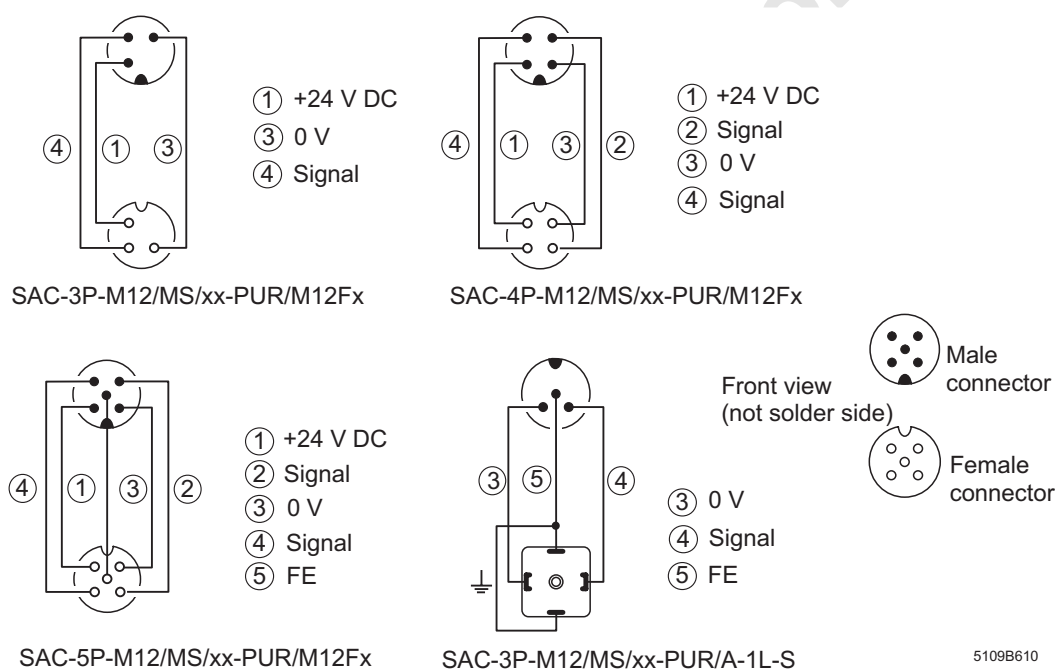 ④ ① ③
① +24 V DC
③ 0 V
④ Signal
SAC-3P-M12/MS/xx-PUR/M12Fx
④ ① ③ ②
① +24 V DC
② Signal
③ 0 V
④ Signal
SAC-4P-M12/MS/xx-PUR/M12Fx
④ ① ③ ②
① +24 V DC
② Signal
③ 0 V
④ Signal
⑤ FE
SAC-5P-M12/MS/xx-PUR/M12Fx
③ ⑤ ④
③ 0 V
④ Signal
⑤ FE
SAC-3P-M12/MS/xx-PUR/A-1L-S
Front view
(not solder side)
Male
connector
Female
connector
5109B610